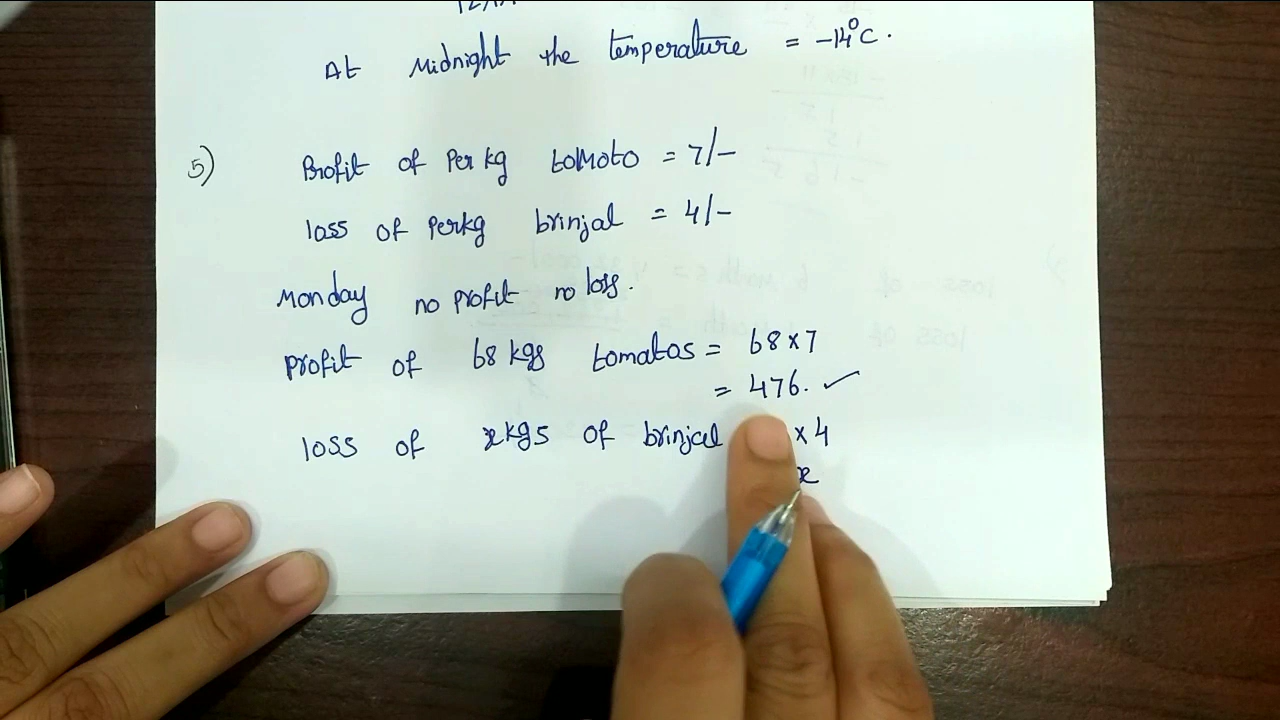 At Midnight the temperature = -14°C.
5) Profit of Per kg tomoto = 7/-
loss of Perkg brinjal = 4/-
Monday no profit no loss.
Profit of 68 kgs tomatos = 68×7
= 476. ✓
loss of xkgs of brinjal ×4
x